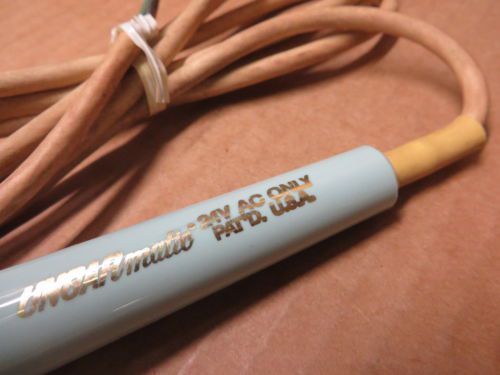 UNGARmatic® 24V AC ONLY
PAT'D. U.S.A.